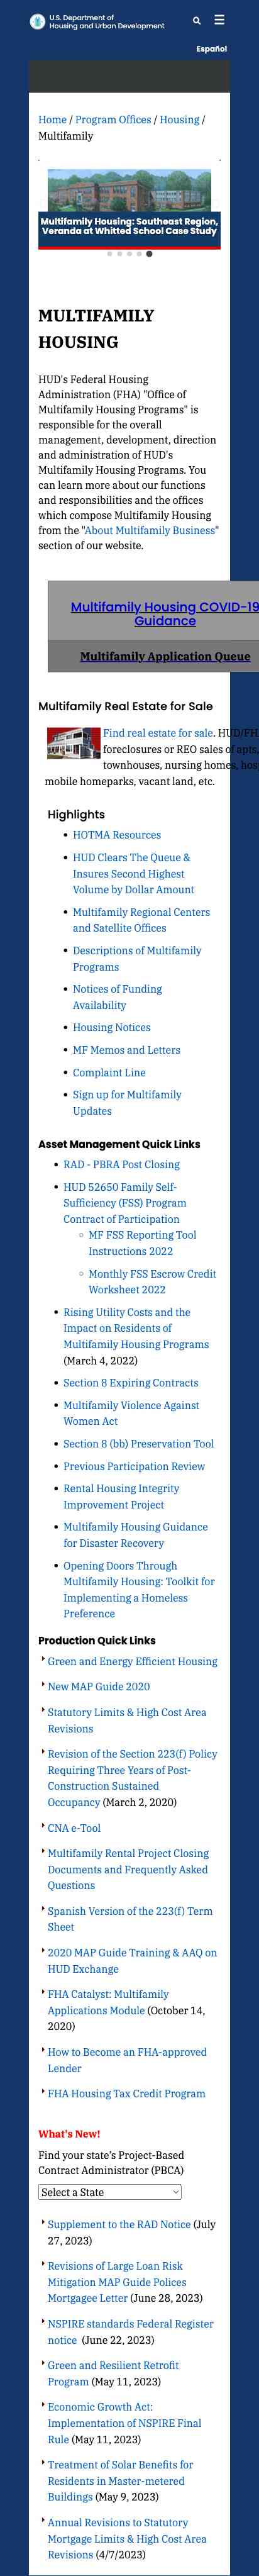 U.S. Department of
Housing and Urban Development
Español
Home / Program Offices / Housing /
Multifamily
Multifamily Housing: Southeast Region,
Veranda at Whitted School Case Study
MULTIFAMILY
HOUSING
HUD's Federal Housing
Administration (FHA) "Office of
Multifamily Housing Programs" is
responsible for the overall
management, development, direction
and administration of HUD's
Multifamily Housing Programs. You
can learn more about our functions
and responsibilities and the offices
which compose Multifamily Housing
from the "About Multifamily Business"
section of our website.
Multifamily Housing COVID-19
Guidance
Multifamily Application Queue
Multifamily Real Estate for Sale
Find real estate for sale. HUD/FH
foreclosures or REO sales of apts,
townhouses, nursing homes, hos
mobile homeparks, vacant land, etc.
Highlights
HOTMA Resources
HUD Clears The Queue &
Insures Second Highest
Volume by Dollar Amount
Multifamily Regional Centers
and Satellite Offices
Descriptions of Multifamily
Programs
Notices of Funding
Availability
Housing Notices
MF Memos and Letters
Complaint Line
Sign up for Multifamily
Updates
Asset Management Quick Links
RAD - PBRA Post Closing
HUD 52650 Family Self-
Sufficiency (FSS) Program
Contract of Participation
MF FSS Reporting Tool
Instructions 2022
Monthly FSS Escrow Credit
Worksheet 2022
Rising Utility Costs and the
Impact on Residents of
Multifamily Housing Programs
(March 4, 2022)
Section 8 Expiring Contracts
Multifamily Violence Against
Women Act
Section 8 (bb) Preservation Tool
Previous Participation Review
Rental Housing Integrity
Improvement Project
Multifamily Housing Guidance
for Disaster Recovery
Opening Doors Through
Multifamily Housing: Toolkit for
Implementing a Homeless
Preference
Production Quick Links
Green and Energy Efficient Housing
New MAP Guide 2020
Statutory Limits & High Cost Area
Revisions
Revision of the Section 223(f) Policy
Requiring Three Years of Post-
Construction Sustained
Occupancy (March 2, 2020)
CNA e-Tool
Multifamily Rental Project Closing
Documents and Frequently Asked
Questions
Spanish Version of the 223(f) Term
Sheet
2020 MAP Guide Training & AAQ on
HUD Exchange
FHA Catalyst: Multifamily
Applications Module (October 14,
2020)
How to Become an FHA-approved
Lender
FHA Housing Tax Credit Program
What's New!
Find your state's Project-Based
Contract Administrator (PBCA)
Select a State
Supplement to the RAD Notice (July
27, 2023)
Revisions of Large Loan Risk
Mitigation MAP Guide Polices
Mortgagee Letter (June 28, 2023)
NSPIRE standards Federal Register
notice (June 22, 2023)
Green and Resilient Retrofit
Program (May 11, 2023)
Economic Growth Act:
Implementation of NSPIRE Final
Rule (May 11, 2023)
Treatment of Solar Benefits for
Residents in Master-metered
Buildings (May 9, 2023)
Annual Revisions to Statutory
Mortgage Limits & High Cost Area
Revisions (4/7/2023)